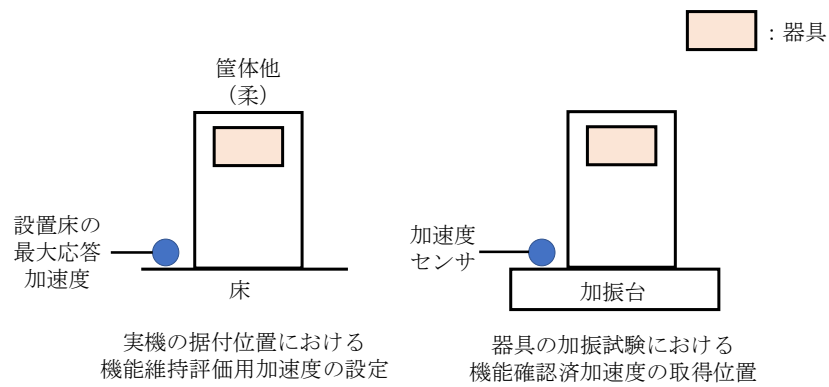 ：器具
筐体他
（柔）
設置床の
最大応答
加速度
床
実機の据付位置における
機能維持評価用加速度の設定
加速度
センサ
加振台
器具の加振試験における
機能確認済加速度の取得位置